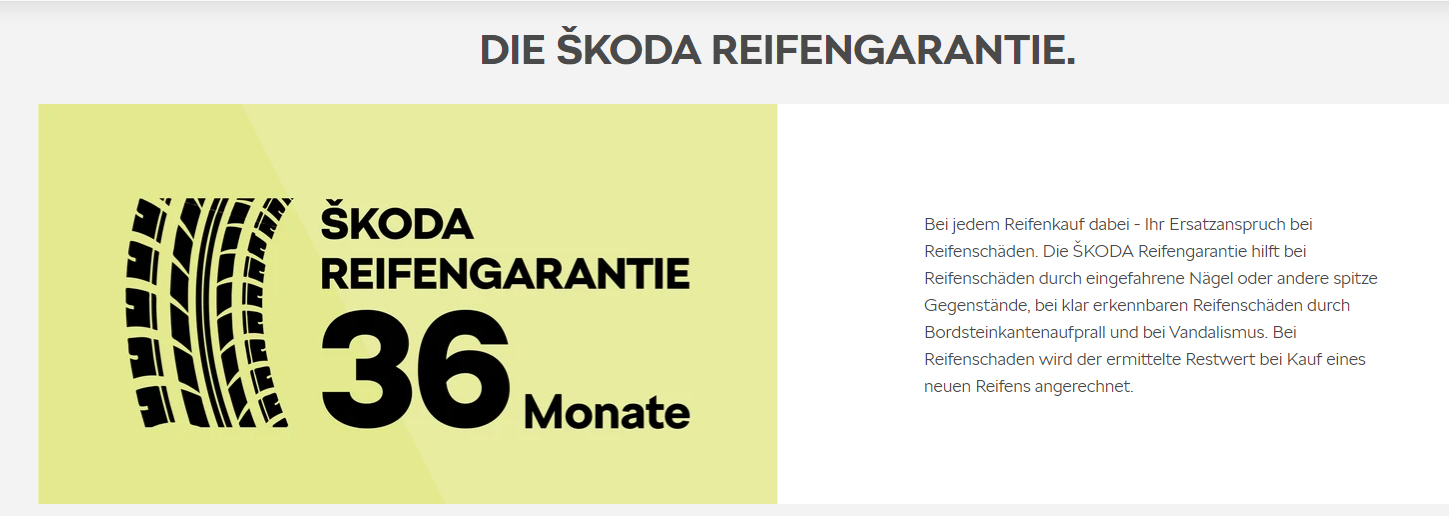 DIE ŠKODA REIFENGARANTIE.
ŠKODA
REIFENGARANTIE
36 Monate
Bei jedem Reifenkauf dabei - Ihr Ersatzanspruch bei
Reifenschäden. Die ŠKODA Reifengarantie hilft bei
Reifenschäden durch eingefahrene Nägel oder andere spitze
Gegenstände, bei klar erkennbaren Reifenschäden durch
Bordsteinkantenaufprall und bei Vandalismus. Bei
Reifenschaden wird der ermittelte Restwert bei Kauf eines
neuen Reifens angerechnet.